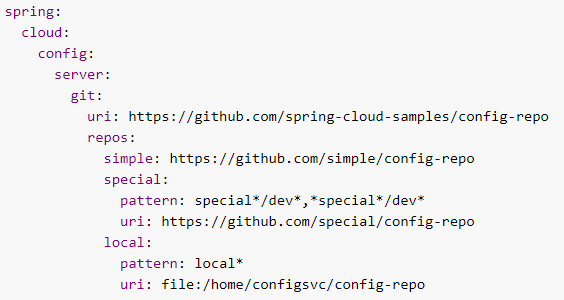 spring:
  cloud:
    config:
      server:
        git:
          uri: https://github.com/spring-cloud-samples/config-repo
          repos:
            simple: https://github.com/simple/config-repo
            special:
              pattern: special*/dev*,*special*/dev*
              uri: https://github.com/special/config-repo
            local:
              pattern: local*
              uri: file:/home/configsvc/config-repo